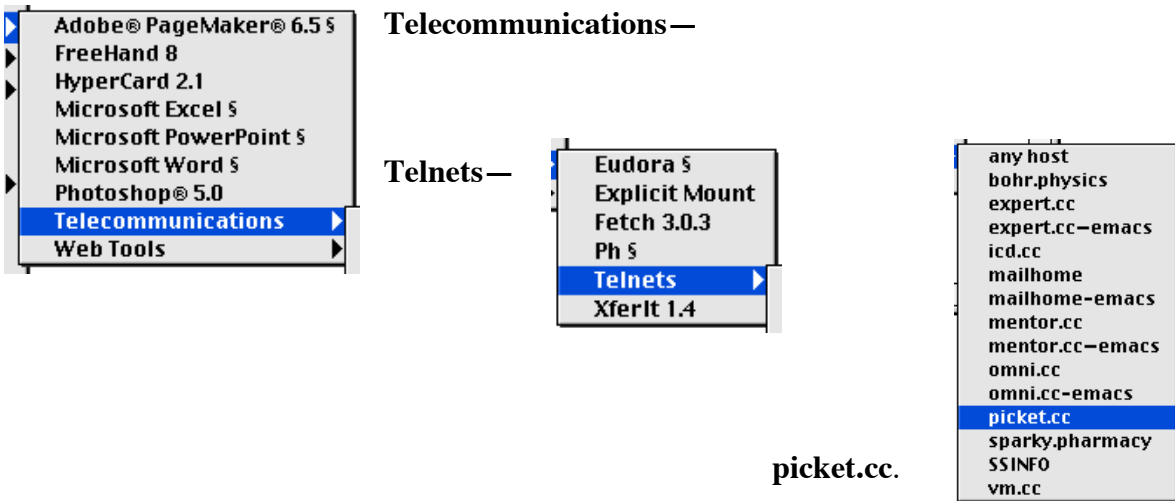 Adobe® PageMaker® 6.5 §
FreeHand 8
HyperCard 2.1
Microsoft Excel §
Microsoft PowerPoint §
Microsoft Word §
Photoshop® 5.0
Telecommunications
Web Tools
Telecommunications—
Telnets—
Eudora §
Explicit Mount
Fetch 3.0.3
Ph §
Telnets
XferIt 1.4
picket.cc.
any host
bohr.physics
expert.cc
expert.cc–emacs
icd.cc
mailhome
mailhome-emacs
mentor.cc
mentor.cc–emacs
omni.cc
omni.cc-emacs
picket.cc
sparky.pharmacy
SSINFO
vm.cc